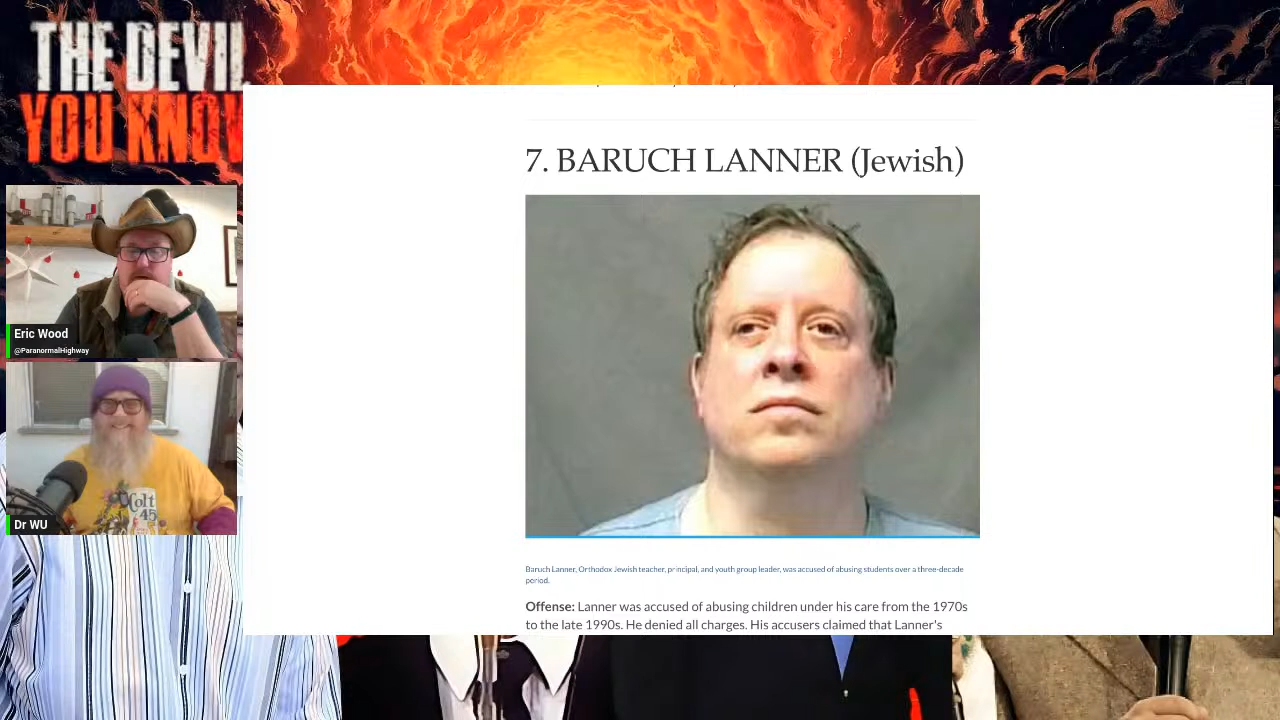 THE DEVIL
YOU KNOW
7. BARUCH LANNER (Jewish)
Eric Wood
@ParanormalHighway
Colt
45
Dr WU
Baruch Lanner, Orthodox Jewish teacher, principal, and youth group leader, was accused of abusing students over a three-decade
period.
Offense: Lanner was accused of abusing children under his care from the 1970s
to the late 1990s. He denied all charges. His accusers claimed that Lanner's